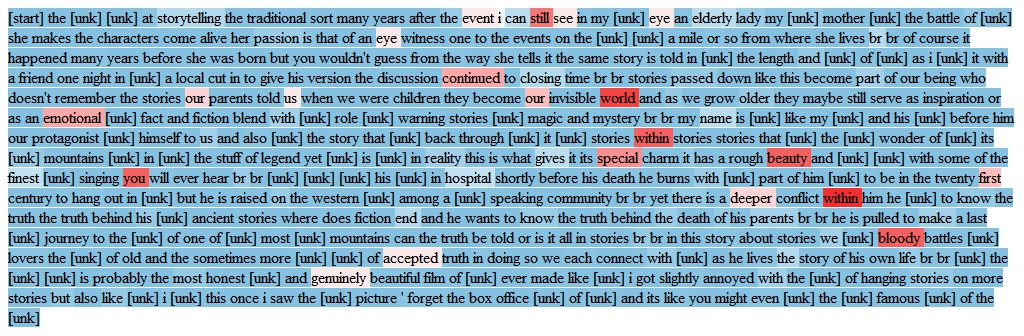 [start] the [unk] [unk] at storytelling the traditional sort many years after the event i can still see in my [unk] eye an elderly lady my [unk] mother [unk] the battle of [unk]
she makes the characters come alive her passion is that of an eye witness one to the events on the [unk] [unk] a mile or so from where she lives br br of course it
happened many years before she was born but you wouldn't guess from the way she tells it the same story is told in [unk] the length and [unk] of [unk] as i [unk] it with
a friend one night in [unk] a local cut in to give his version the discussion continued to closing time br br stories passed down like this become part of our being who
doesn't remember the stories our parents told us when we were children they become our invisible world and as we grow older they maybe still serve as inspiration or
as an emotional [unk] fact and fiction blend with [unk] role [unk] warning stories [unk] magic and mystery br br my name is [unk] like my [unk] and his [unk] before him
our protagonist [unk] himself to us and also [unk] the story that [unk] back through [unk] it [unk] stories within stories stories that [unk] the [unk] wonder of [unk] its
[unk] mountains [unk] in [unk] the stuff of legend yet [unk] is [unk] in reality this is what gives it its special charm it has a rough beauty and [unk] [unk] with some of the
finest [unk] singing you will ever hear br br [unk] [unk] [unk] his [unk] in hospital shortly before his death he burns with [unk] part of him [unk] to be in the twenty first
century to hang out in [unk] but he is raised on the western [unk] among a [unk] speaking community br br yet there is a deeper conflict within him he [unk] to know the
truth the truth behind his [unk] ancient stories where does fiction end and he wants to know the truth behind the death of his parents br br he is pulled to make a last
[unk] journey to the [unk] of one of [unk] most [unk] mountains can the truth be told or is it all in stories br br in this story about stories we [unk] bloody battles [unk]
lovers the [unk] of old and the sometimes more [unk] [unk] of accepted truth in doing so we each connect with [unk] as he lives the story of his own life br br [unk] the
[unk] [unk] is probably the most honest [unk] and genuinely beautiful film of [unk] ever made like [unk] i got slightly annoyed with the [unk] of hanging stories on more
stories but also like [unk] i [unk] this once i saw the [unk] picture ' forget the box office [unk] of [unk] and its like you might even [unk] the [unk] famous [unk] of the
[unk]